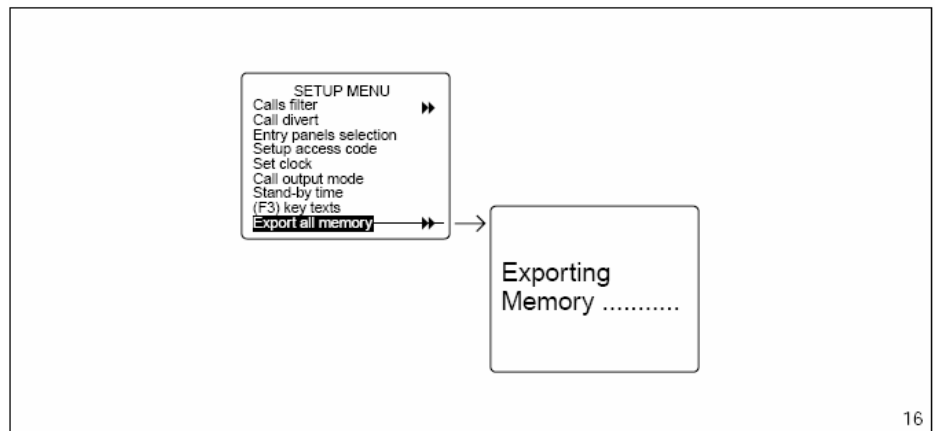 SETUP MENU
Calls filter
Call divert
Entry panels selection
Setup access code
Set clock
Call output mode
Stand-by time
(F3) key texts
Export all memory
Exporting
Memory ...........
16